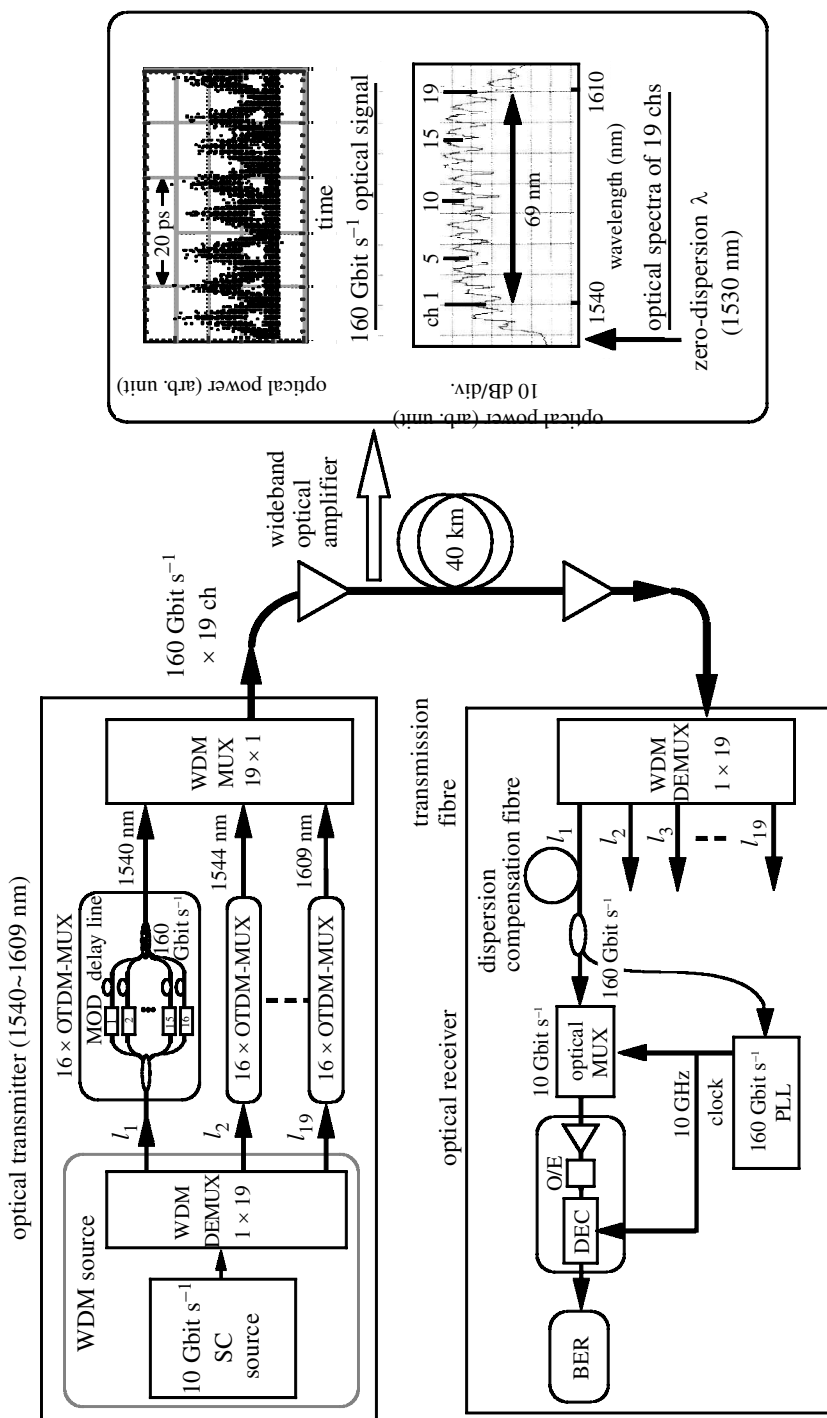 optical transmitter (1540~1609 nm)
WDM source
10 Gbit s⁻¹
SC
source
WDM
DEMUX
1 × 19
l₁
l₂
l₁₉
16 × OTDM-MUX
MOD
delay line
1
2
15
16
160
Gbit s⁻¹
16 × OTDM-MUX
16 × OTDM-MUX
1540 nm
1544 nm
1609 nm
WDM
MUX
19 × 1
160 Gbit s⁻¹
× 19 ch
wideband
optical
amplifier
40 km
transmission
fibre
optical receiver
WDM
DEMUX
1 × 19
l₁
l₂
l₃
l₁₉
dispersion
compensation fibre
160 Gbit s⁻¹
10 Gbit s⁻¹
optical
MUX
10 GHz
clock
160 Gbit s⁻¹
PLL
O/E
DEC
BER
optical power (arb. unit)
20 ps
time
160 Gbit s⁻¹ optical signal
optical power (arb. unit)
10 dB/div.
ch 1
5
10
15
19
69 nm
1540
wavelength (nm)
1610
optical spectra of 19 chs
zero-dispersion λ
(1530 nm)